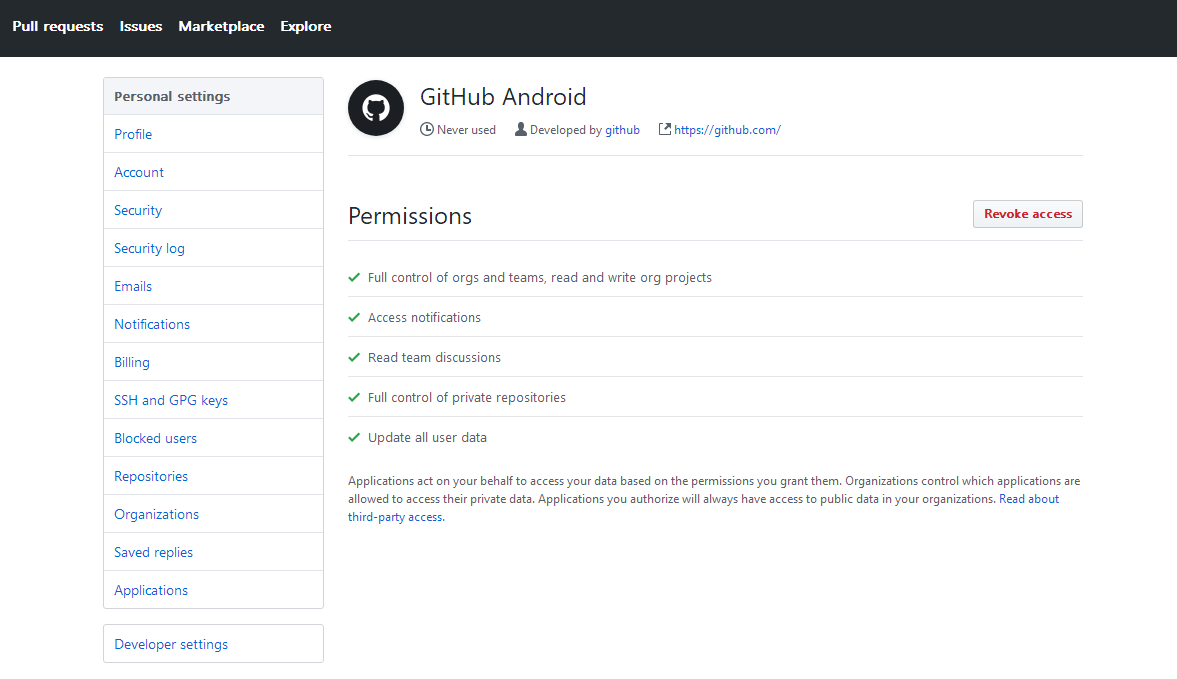 Pull requests Issues Marketplace Explore
Personal settings
Profile
Account
Security
Security log
Emails
Notifications
Billing
SSH and GPG keys
Blocked users
Repositories
Organizations
Saved replies
Applications
Developer settings
GitHub Android
Never used Developed by github https://github.com/
Permissions
Revoke access
Full control of orgs and teams, read and write org projects
Access notifications
Read team discussions
Full control of private repositories
Update all user data
Applications act on your behalf to access your data based on the permissions you grant them. Organizations control which applications are
allowed to access their private data. Applications you authorize will always have access to public data in your organizations. Read about
third-party access.